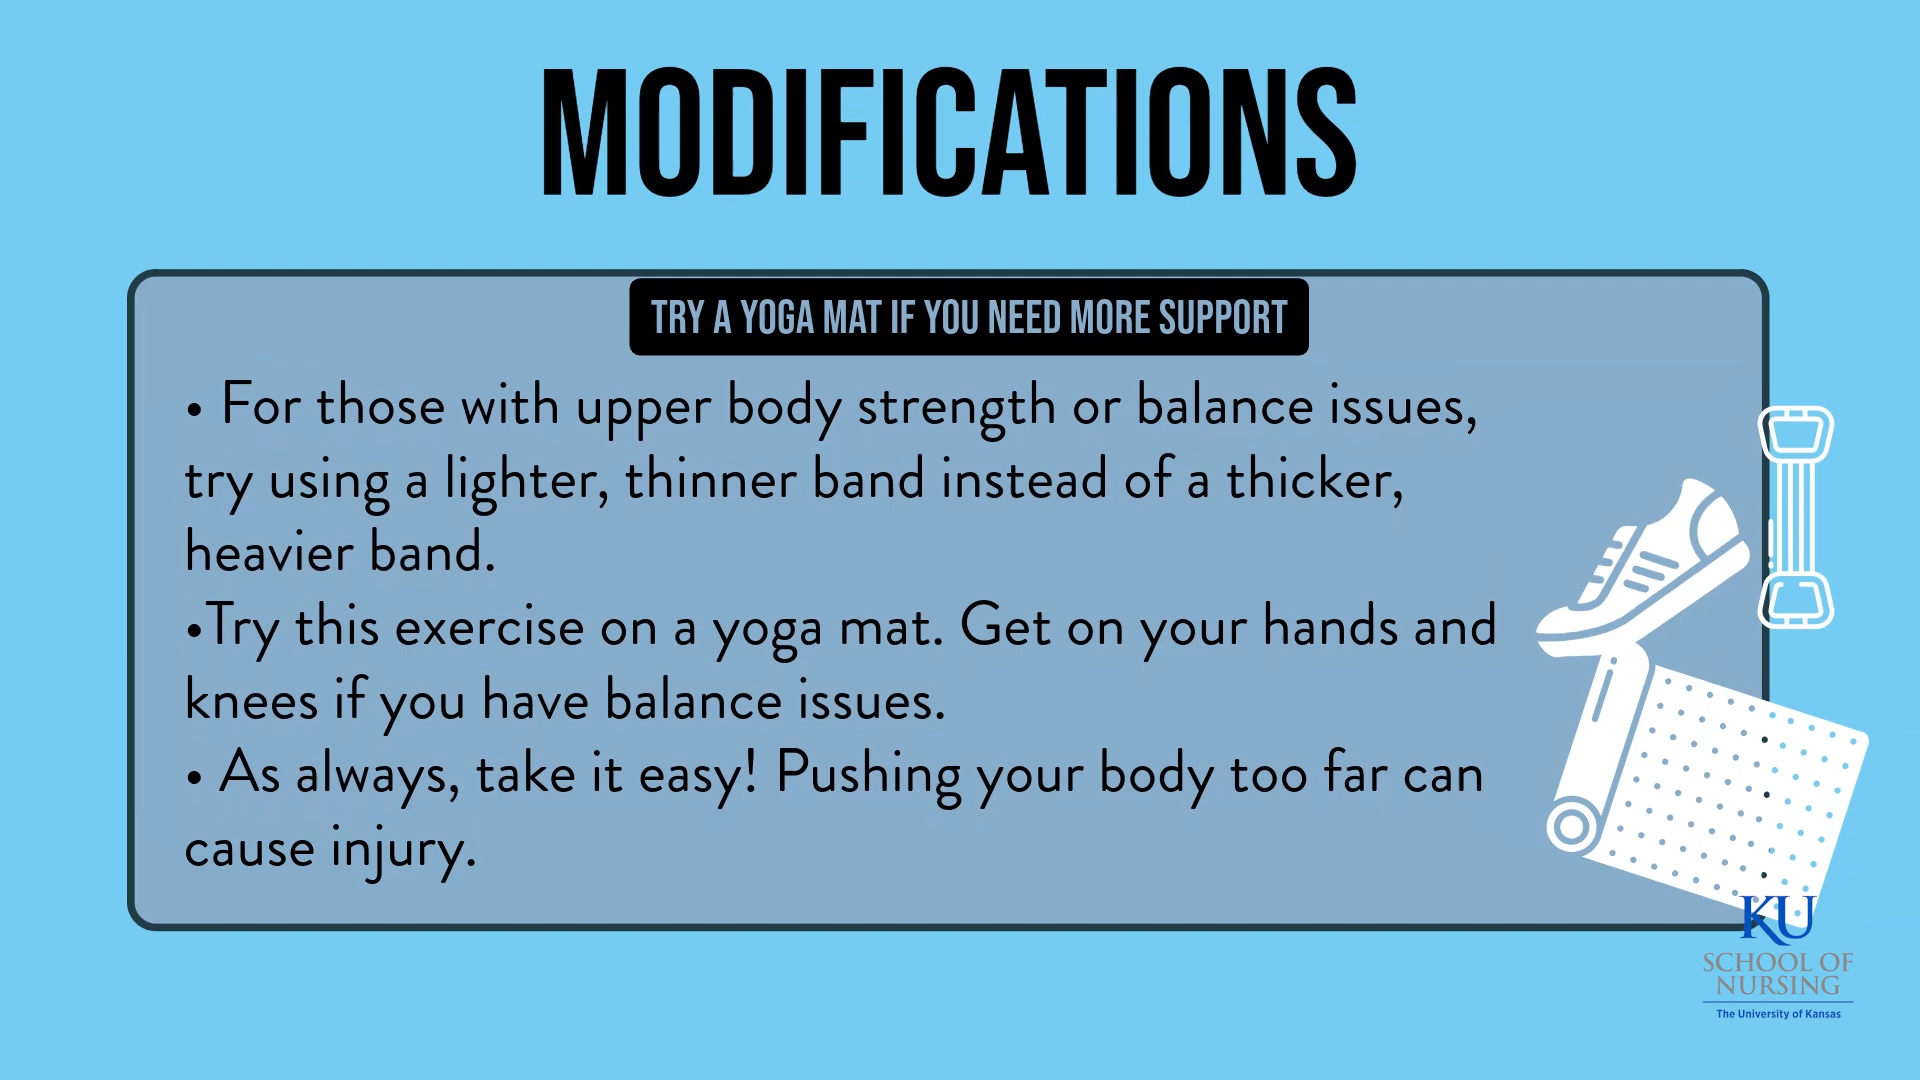 MODIFICATIONS
TRY A YOGA MAT IF YOU NEED MORE SUPPORT
• For those with upper body strength or balance issues,
try using a lighter, thinner band instead of a thicker,
heavier band.
•Try this exercise on a yoga mat. Get on your hands and
knees if you have balance issues.
• As always, take it easy! Pushing your body too far can
cause injury.
KU
SCHOOL OF
NURSING
The University of Kansas